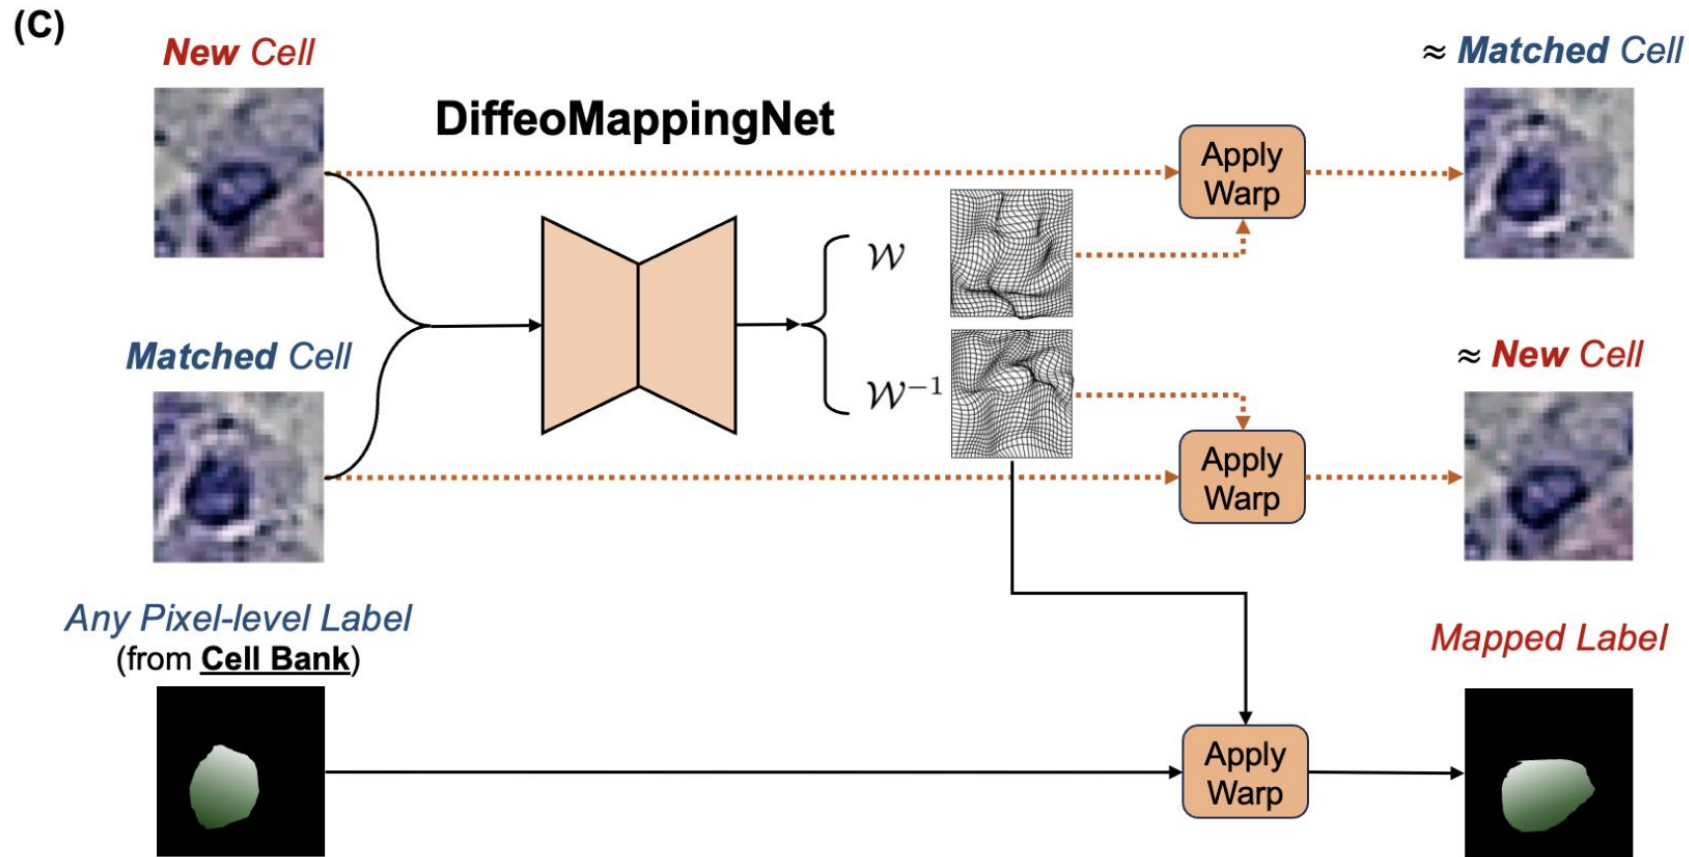 (C)
New Cell
≈ Matched Cell
DiffeoMappingNet
Apply
Warp
𝒲
Matched Cell
≈ New Cell
𝒲⁻¹
Apply
Warp
Any Pixel-level Label
(from Cell Bank)
Mapped Label
Apply
Warp